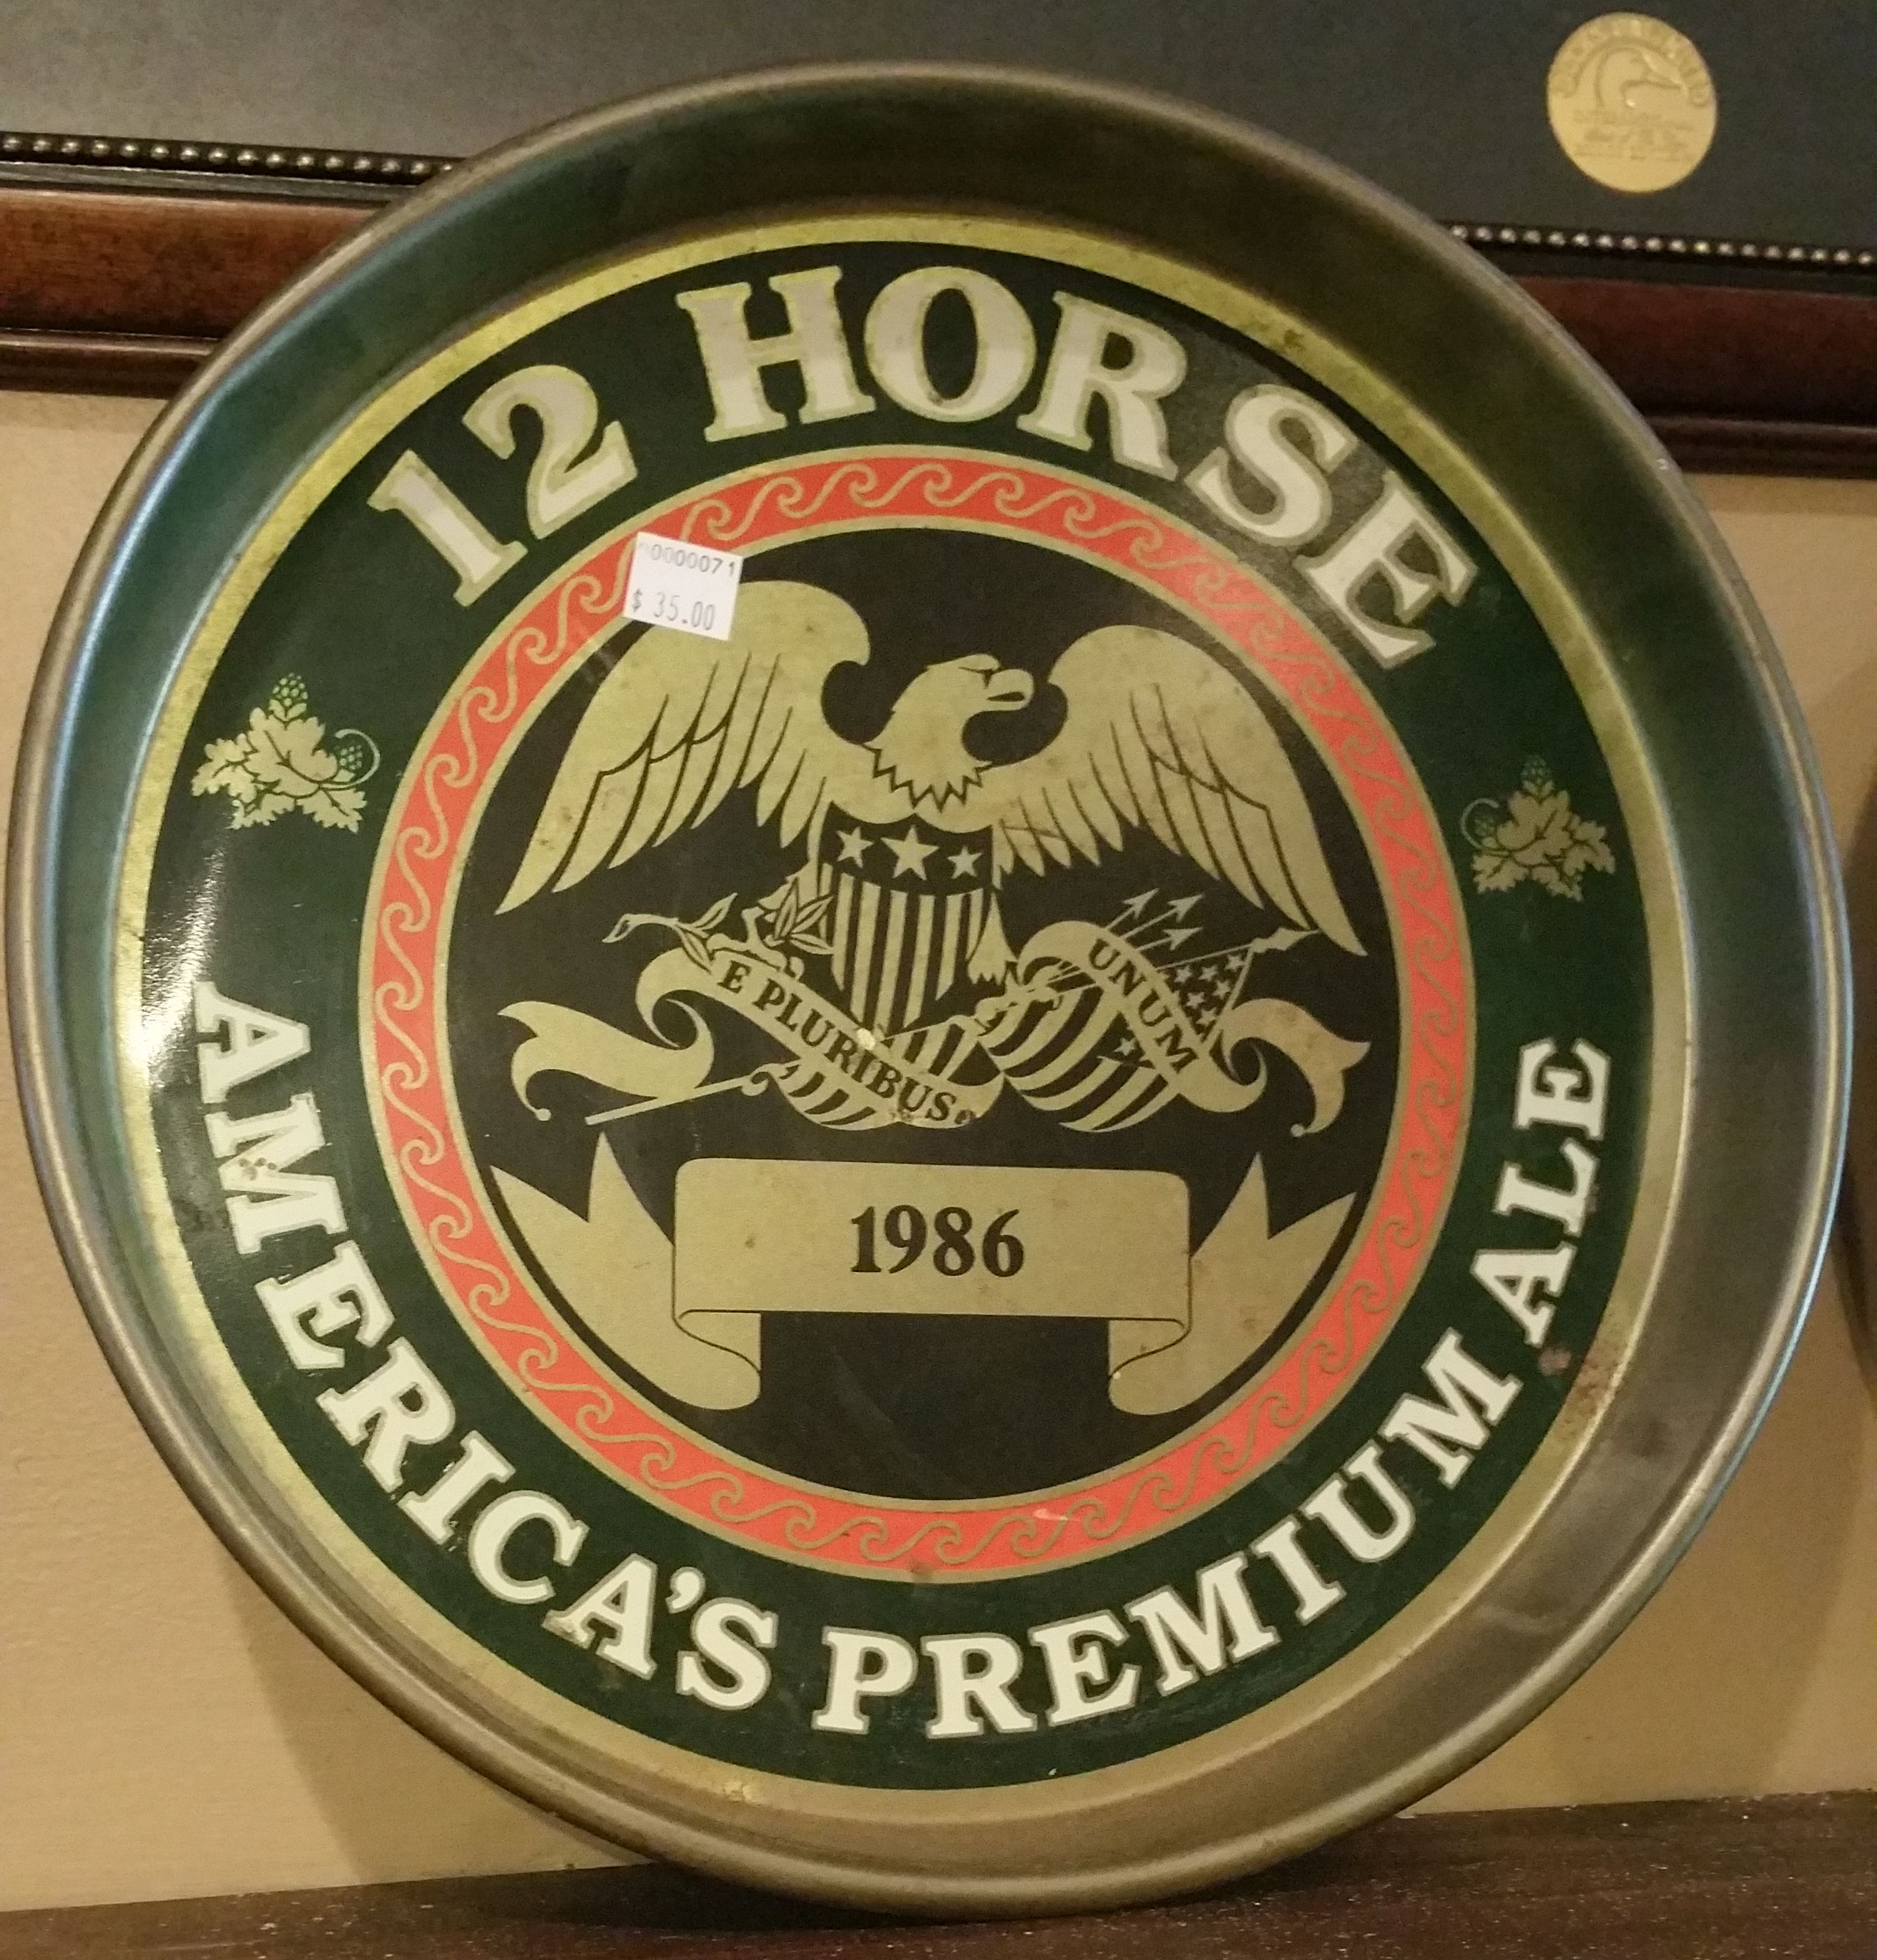 12 HORSE
0000071
$ 35.00
E PLURIBUS
UNUM
1986
AMERICA'S PREMIUM ALE